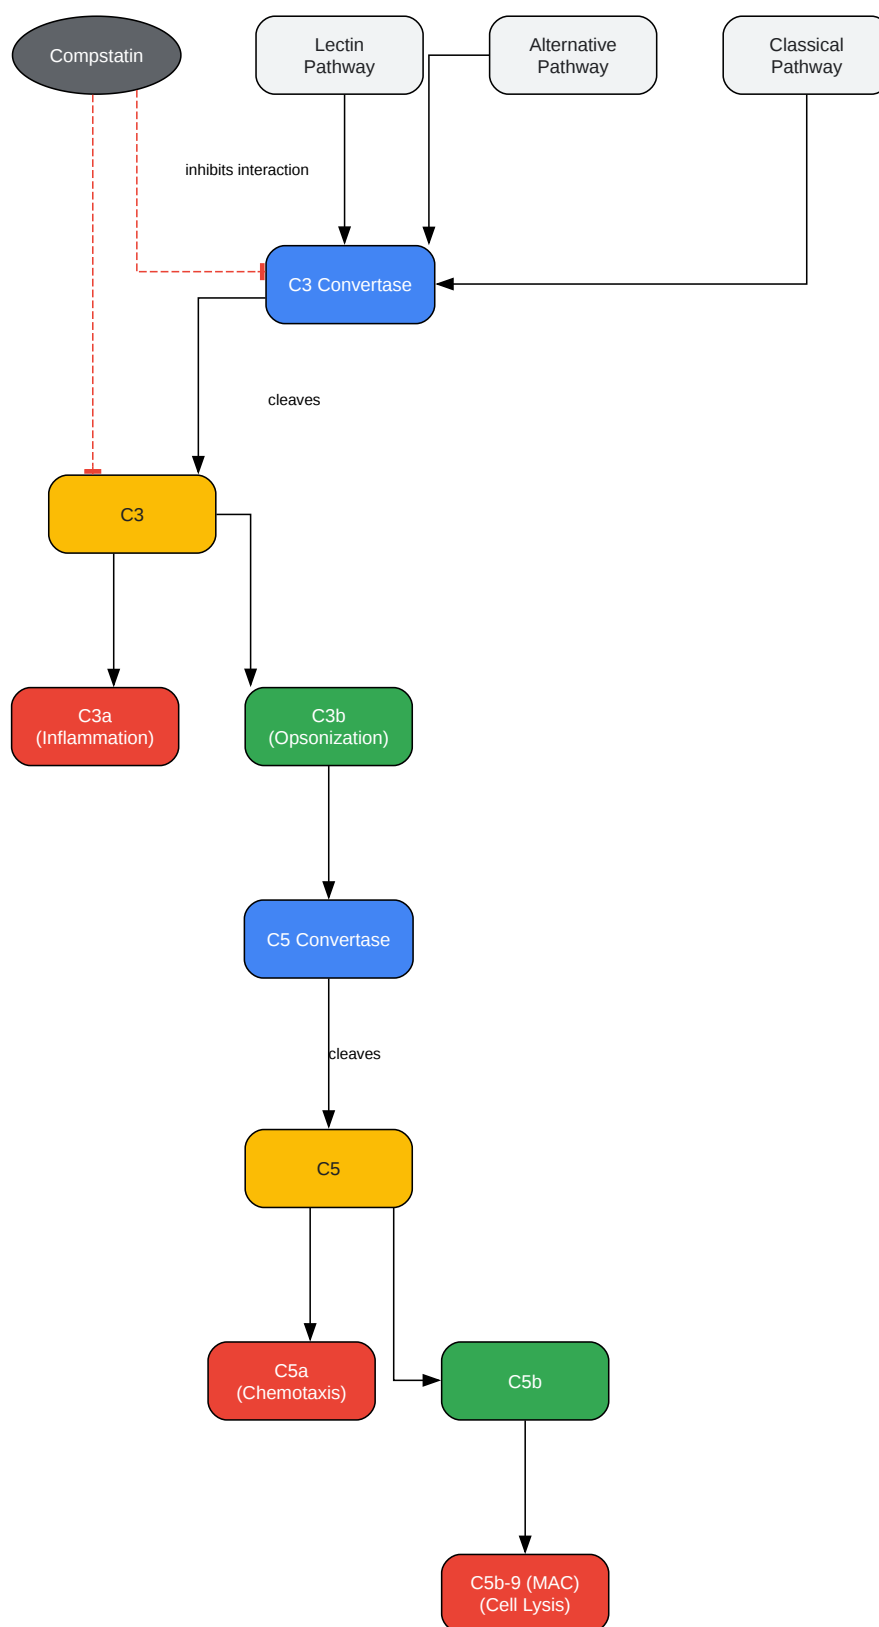 Compstatin
Lectin
Pathway
Alternative
Pathway
Classical
Pathway
inhibits interaction
C3 Convertase
cleaves
C3
C3a
(Inflammation)
C3b
(Opsonization)
C5 Convertase
cleaves
C5
C5a
(Chemotaxis)
C5b
C5b-9 (MAC)
(Cell Lysis)